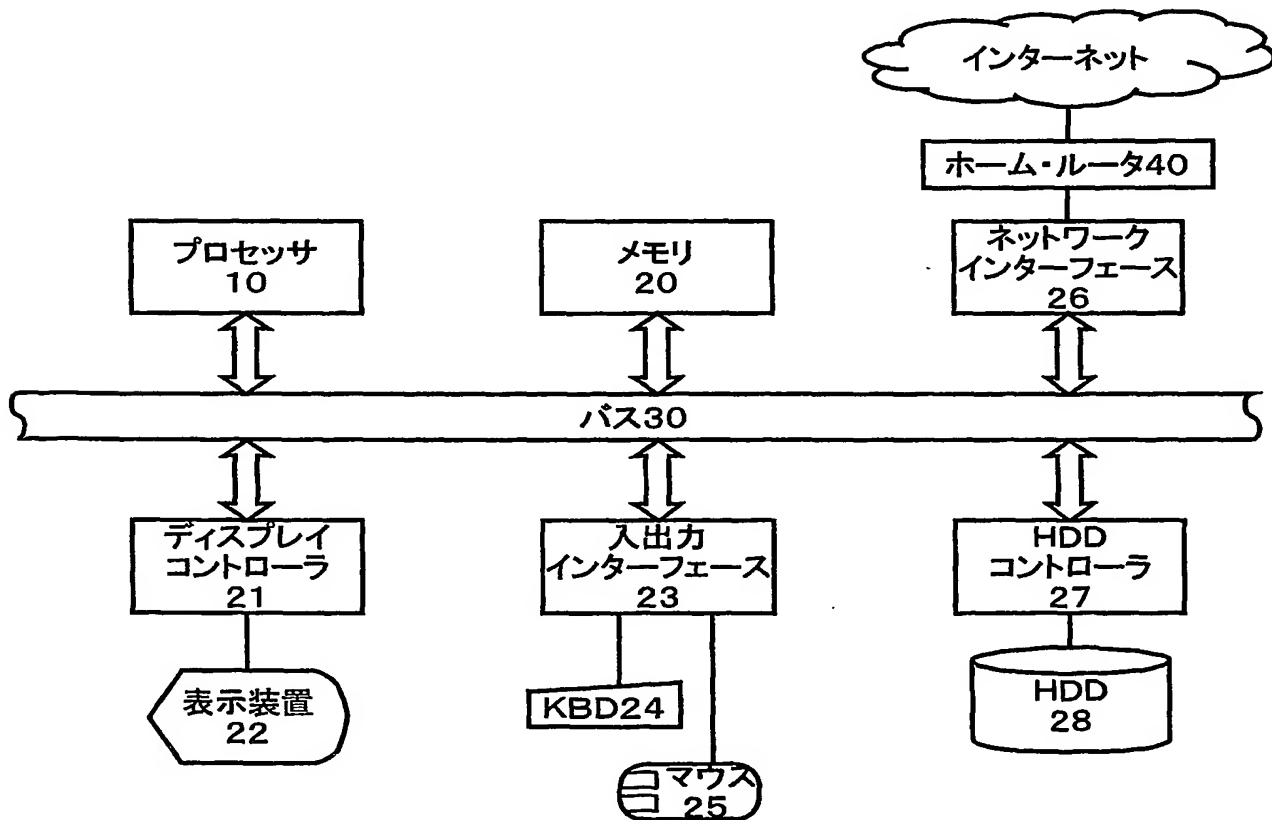 インターネット
ホーム・ルータ40
プロセッサ
10
メモリ
20
ネットワーク
インターフェース
26
バス30
ディスプレイ
コントローラ
21
入出力
インターフェース
23
HDD
コントローラ
27
表示装置
22
KBD24
マウス
25
HDD
28